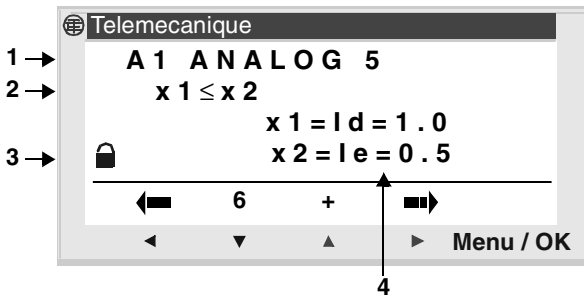 Telemecanique
1 A1 ANALOG 5
2 x1 ≤ x2
x1 = Id = 1.0
3 x2 = Ie = 0.5
6 +
Menu / OK
4